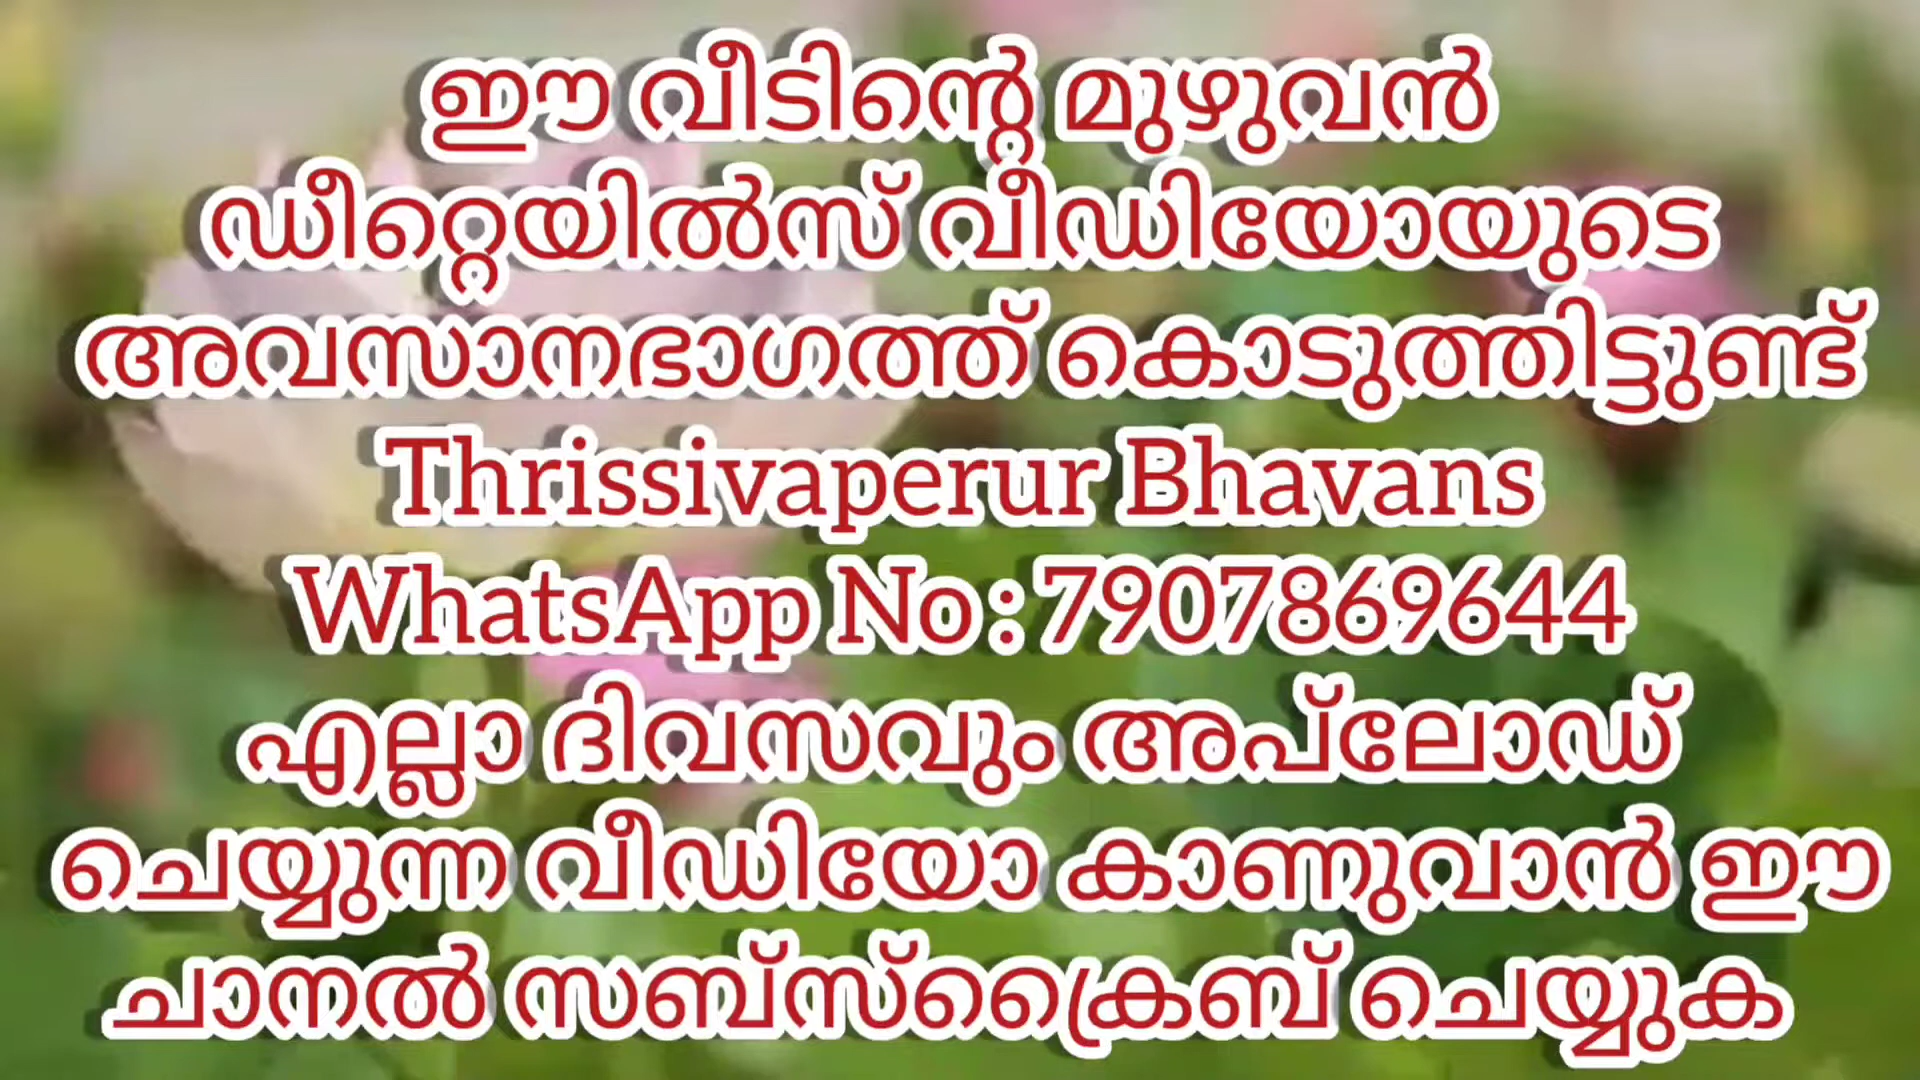 ഈ വീടിന്റെ മുഴുവൻ
ഡീറ്റെയിൽസ് വീഡിയോയുടെ
അവസാനഭാഗത്ത് കൊടുത്തിട്ടുണ്ട്
Thrissivaperur Bhavans
WhatsApp No:7907869644
എല്ലാ ദിവസവും അപ്‌ലോഡ്
ചെയ്യുന്ന വീഡിയോ കാണുവാൻ ഈ
ചാനൽ സബ്സ്ക്രൈബ് ചെയ്യുക